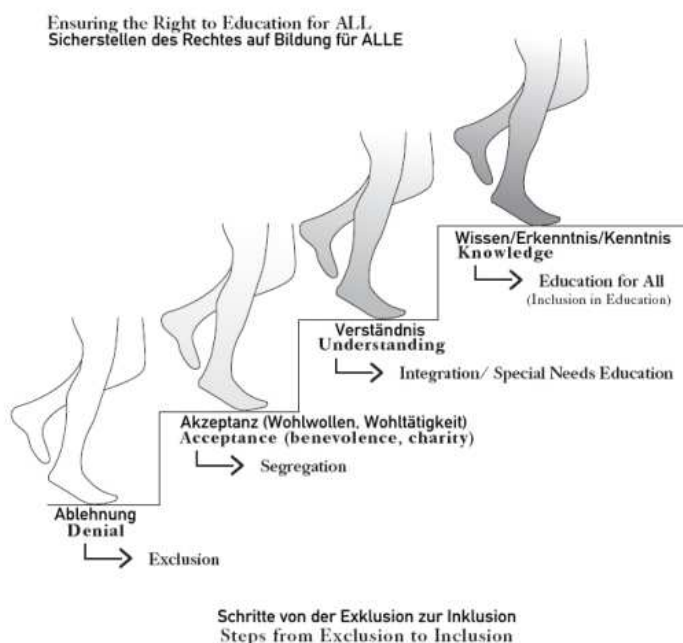 Ensuring the Right to Education for ALL
Sicherstellen des Rechtes auf Bildung für ALLE
Wissen/Erkenntnis/Kenntnis
Knowledge
Education for All
(Inclusion in Education)
Verständnis
Understanding
Integration/ Special Needs Education
Akzeptanz (Wohlwollen, Wohltätigkeit)
Acceptance (benevolence, charity)
Segregation
Ablehnung
Denial
Exclusion
Schritte von der Exklusion zur Inklusion
Steps from Exclusion to Inclusion